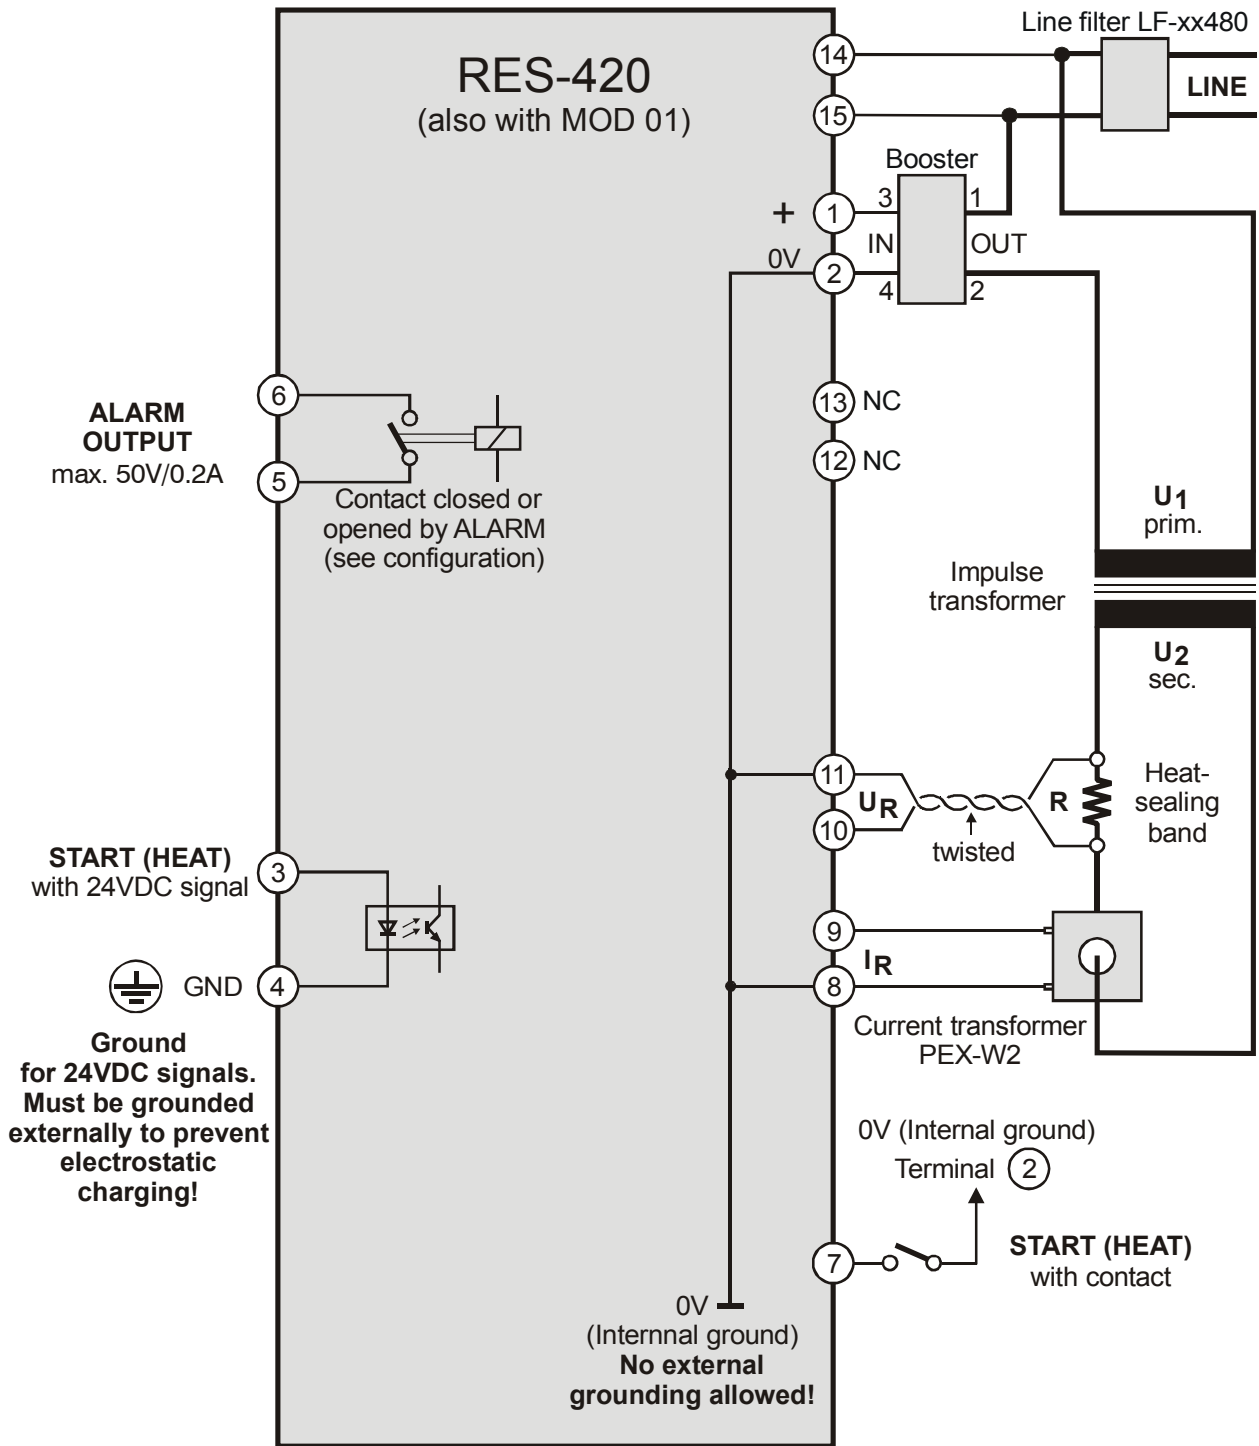 Line filter LF-xx480
RES-420
(also with MOD 01)
14
15
LINE
Booster
+
1
3
1
IN
OUT
0V
2
4
2
6
ALARM
OUTPUT
max. 50V/0.2A
5
Contact closed or
opened by ALARM
(see configuration)
13 NC
12 NC
U1
prim.
Impulse
transformer
U2
sec.
11
UR
10
twisted
R
Heat-
sealing
band
START (HEAT)
with 24VDC signal
3
GND
4
Ground
for 24VDC signals.
Must be grounded
externally to prevent
electrostatic
charging!
9
IR
8
Current transformer
PEX-W2
0V (Internal ground)
Terminal 2
7
START (HEAT)
with contact
0V
(Internnal ground)
No external
grounding allowed!